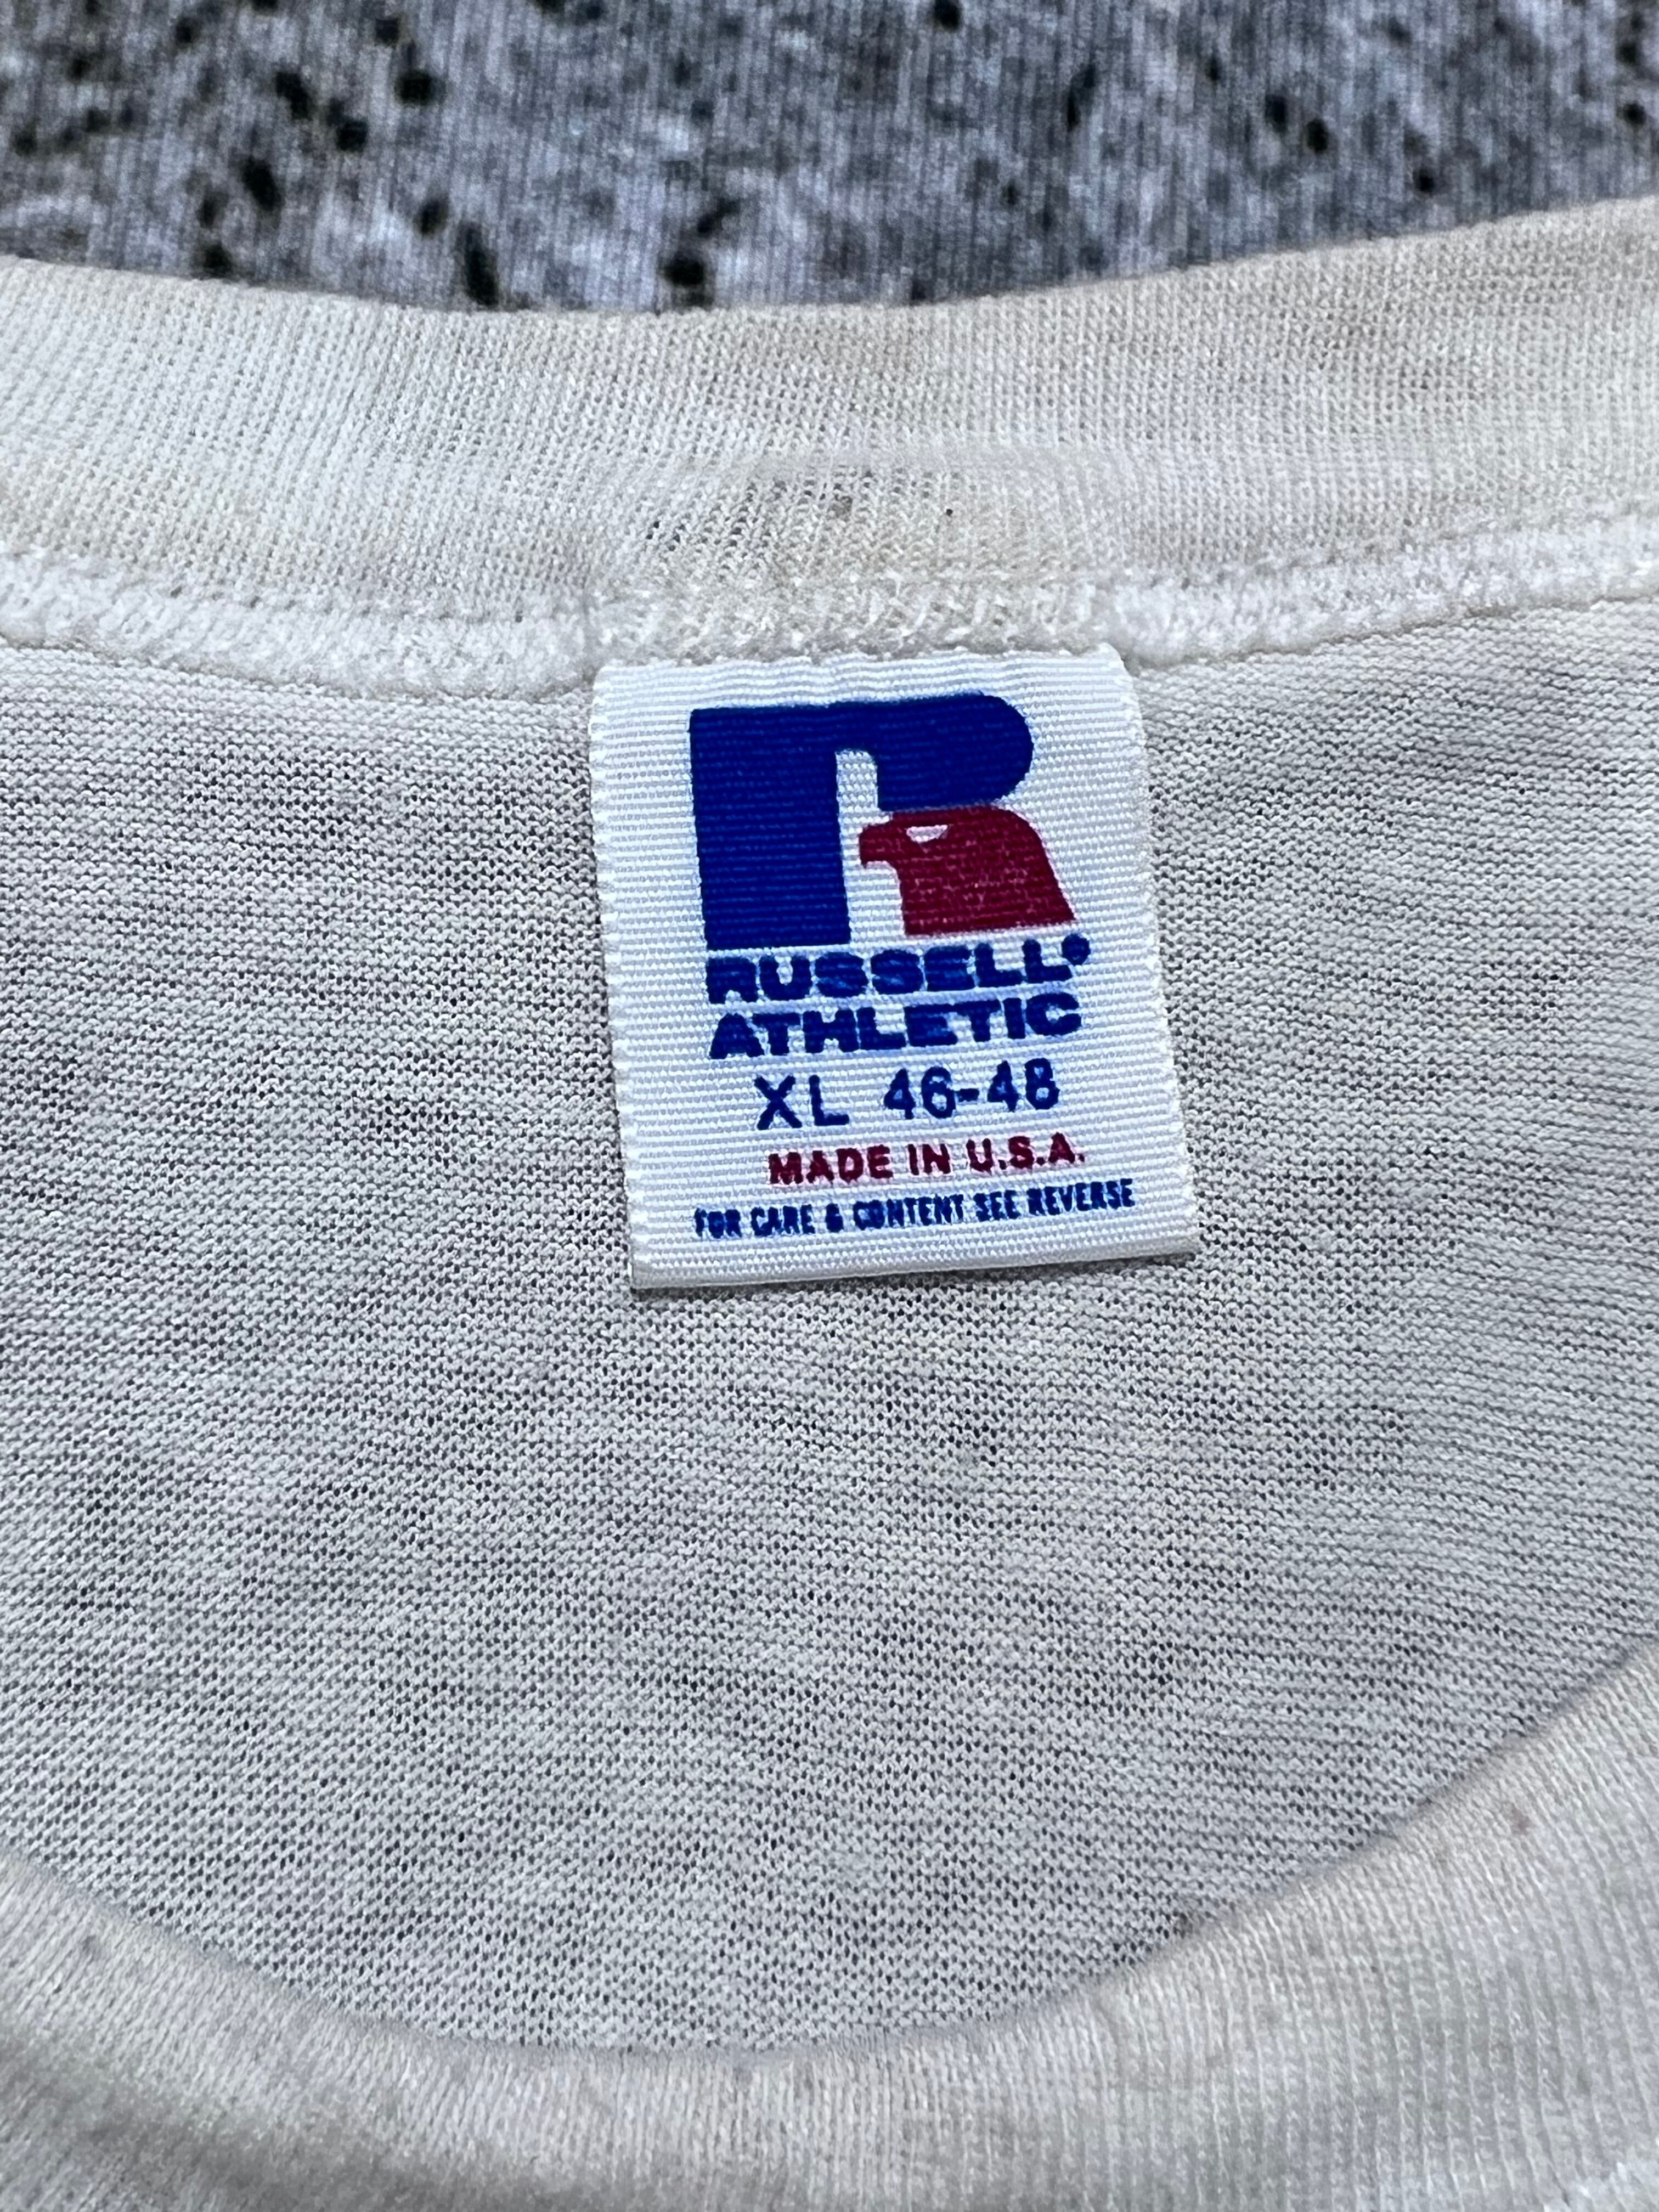 R
RUSSELL®
ATHLETIC
XL 46-48
MADE IN U.S.A.
FOR CARE & CONTENT SEE REVERSE